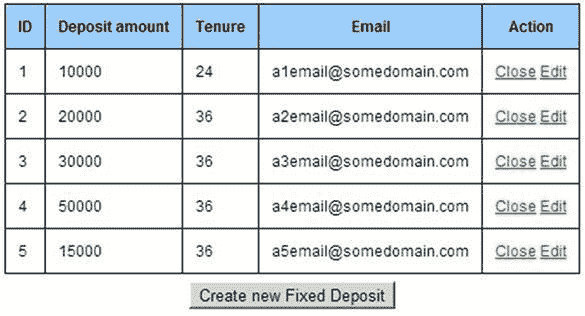 ID Deposit amount Tenure Email Action
1 10000 24 a1email@somedomain.com Close Edit
2 20000 36 a2email@somedomain.com Close Edit
3 30000 36 a3email@somedomain.com Close Edit
4 50000 36 a4email@somedomain.com Close Edit
5 15000 36 a5email@somedomain.com Close Edit
Create new Fixed Deposit